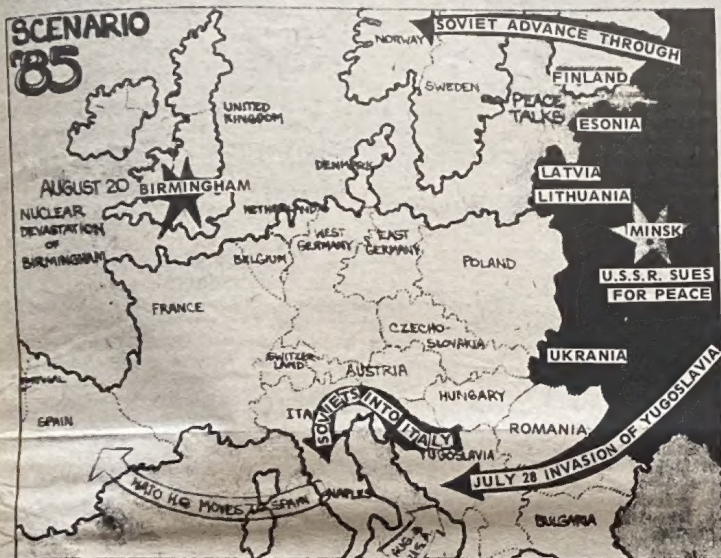 SCENARIO
'85
SOVIET ADVANCE THROUGH
NORWAY
FINLAND
SWEDEN
PEACE
TALKS
ESONIA
UNITED
KINGDOM
LATVIA
LITHUANIA
DENMARK
AUGUST 20 BIRMINGHAM
NUCLEAR
DEVASTATION
OF
BIRMINGHAM
NETHERLANDS
MINSK
U.S.S.R. SUES
FOR PEACE
BELGIUM
WEST
GERMANY
EAST
GERMANY
POLAND
FRANCE
CZECHO-
SLOVAKIA
UKRANIA
SWITZER-
LAND
AUSTRIA
HUNGARY
PORTUGAL
SPAIN
ITA
SOVIETS INTO ITALY
YUGOSLAVIA
ROMANIA
JULY 28 INVASION OF YUGOSLAVIA
NATO H.Q MOVES TO SPAIN
NAPLES
BULGARIA